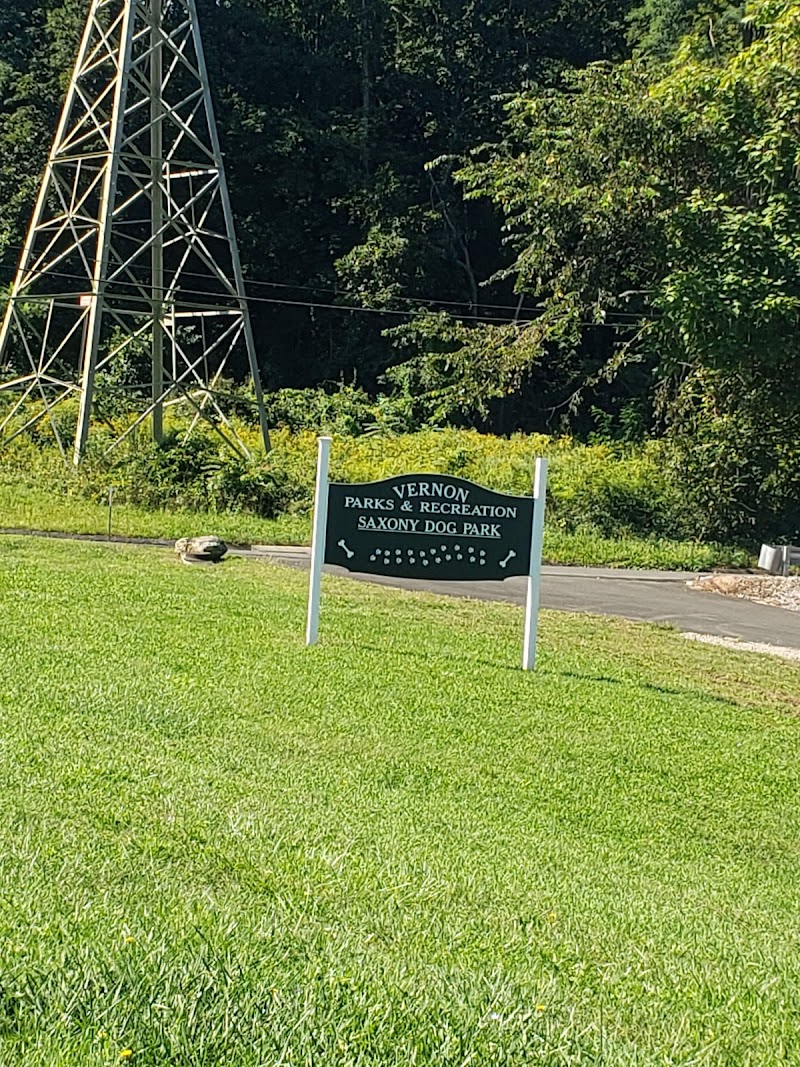 VERNON
PARKS & RECREATION
SAXONY DOG PARK